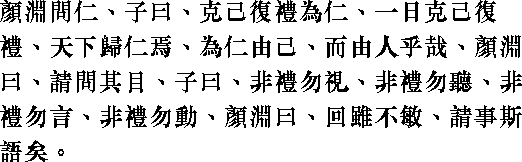 顏淵問仁、子曰、克己復禮為仁、一日克己復
禮、天下歸仁焉、為仁由己、而由人乎哉、顏淵
曰、請問其目、子曰、非禮勿視、非禮勿聽、非
禮勿言、非禮勿動、顏淵曰、回雖不敏、請事斯
語矣。